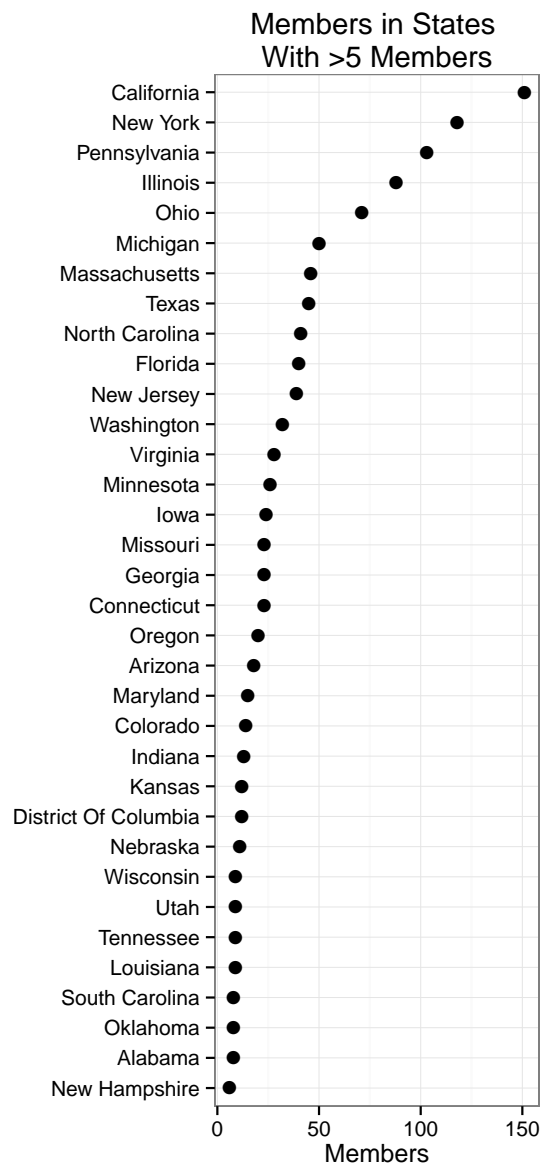 Members in States
With >5 Members
California
New York
Pennsylvania
Illinois
Ohio
Michigan
Massachusetts
Texas
North Carolina
Florida
New Jersey
Washington
Virginia
Minnesota
Iowa
Missouri
Georgia
Connecticut
Oregon
Arizona
Maryland
Colorado
Indiana
Kansas
District Of Columbia
Nebraska
Wisconsin
Utah
Tennessee
Louisiana
South Carolina
Oklahoma
Alabama
New Hampshire
0 50 100 150
Members